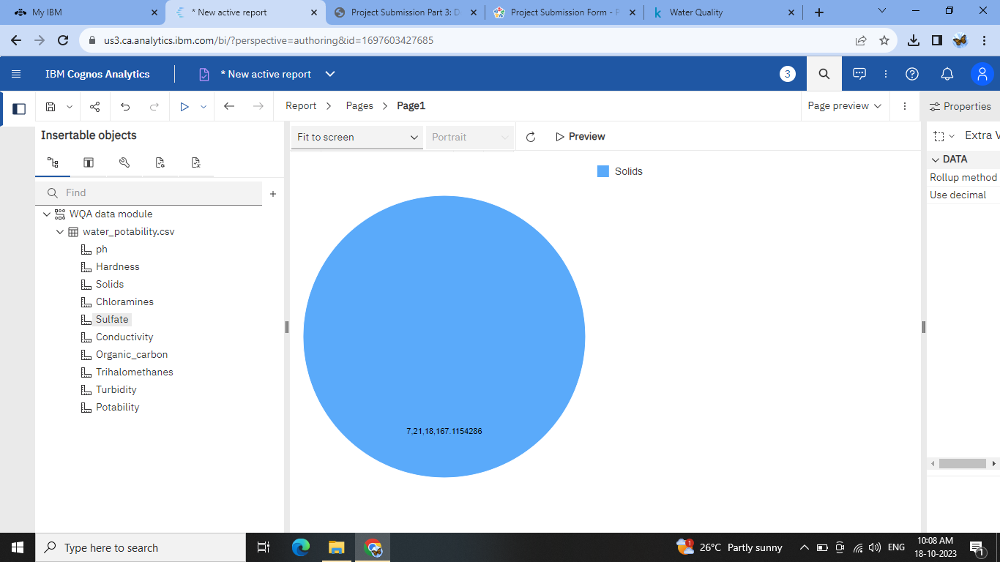 My IBM
* New active report
Project Submission Part 3: D
Project Submission Form - P
Water Quality
us3.ca.analytics.ibm.com/bi/?perspective=authoring&id=1697603427685
IBM Cognos Analytics
* New active report
3
Report
Pages
Page1
Page preview
Properties
Insertable objects
Fit to screen
Portrait
Preview
Extra V
Find
Solids
DATA
Rollup method
Use decimal
WQA data module
water_potability.csv
ph
Hardness
Solids
Chloramines
Sulfate
Conductivity
Organic_carbon
Trihalomethanes
Turbidity
Potability
7,21,18,167.1154286
Type here to search
1
26°C Partly sunny
ENG
10:08 AM
18-10-2023
1